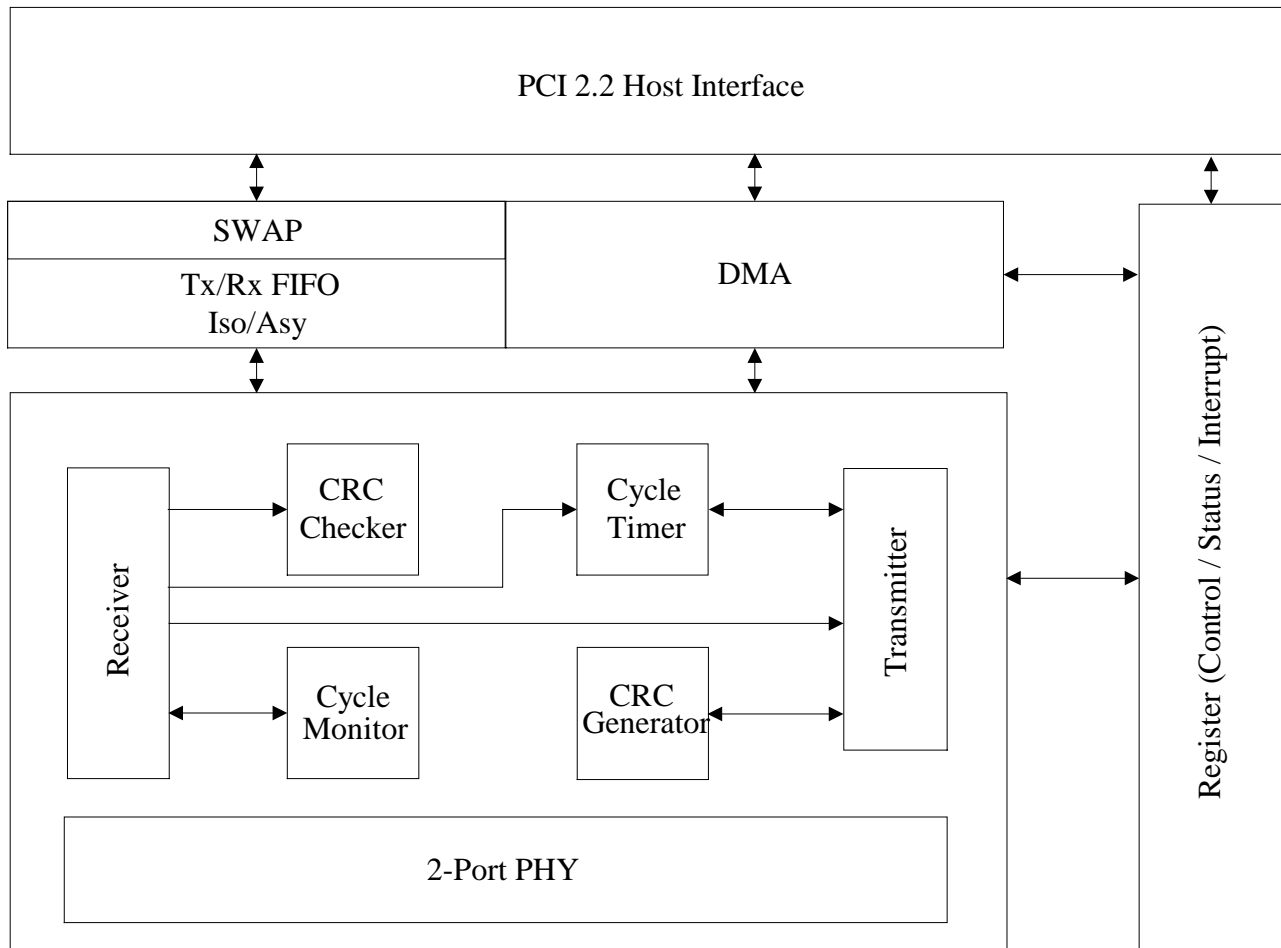 PCI 2.2 Host Interface
SWAP
Tx/Rx FIFO
Iso/Asy
DMA
Register (Control / Status / Interrupt)
Receiver
CRC
Checker
Cycle
Timer
Transmitter
Cycle
Monitor
CRC
Generator
2-Port PHY